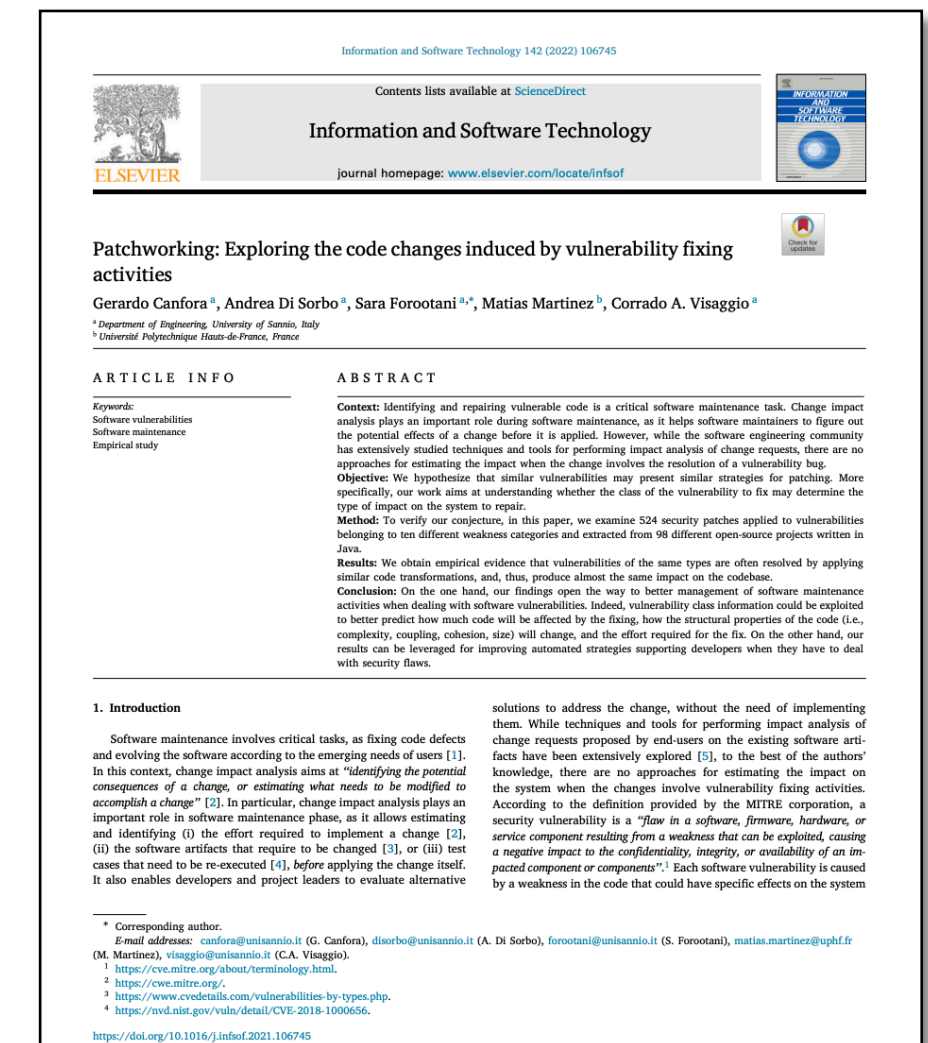 Information and Software Technology 142 (2022) 106745
Contents lists available at ScienceDirect
Information and Software Technology
journal homepage: www.elsevier.com/locate/infsof
ELSEVIER
INFORMATION
AND
SOFTWARE
TECHNOLOGY
Check for
updates
Patchworking: Exploring the code changes induced by vulnerability fixing
activities
Gerardo Canfora a, Andrea Di Sorbo a, Sara Forootani a,*, Matias Martinez b, Corrado A. Visaggio a
a Department of Engineering, University of Sannio, Italy
b Université Polytechnique Hauts-de-France, France
ARTICLE INFO
Keywords:
Software vulnerabilities
Software maintenance
Empirical study
ABSTRACT
Context: Identifying and repairing vulnerable code is a critical software maintenance task. Change impact
analysis plays an important role during software maintenance, as it helps software maintainers to figure out
the potential effects of a change before it is applied. However, while the software engineering community
has extensively studied techniques and tools for performing impact analysis of change requests, there are no
approaches for estimating the impact when the change involves the resolution of a vulnerability bug.
Objective: We hypothesize that similar vulnerabilities may present similar strategies for patching. More
specifically, our work aims at understanding whether the class of the vulnerability to fix may determine the
type of impact on the system to repair.
Method: To verify our conjecture, in this paper, we examine 524 security patches applied to vulnerabilities
belonging to ten different weakness categories and extracted from 98 different open-source projects written in
Java.
Results: We obtain empirical evidence that vulnerabilities of the same types are often resolved by applying
similar code transformations, and, thus, produce almost the same impact on the codebase.
Conclusion: On the one hand, our findings open the way to better management of software maintenance
activities when dealing with software vulnerabilities. Indeed, vulnerability class information could be exploited
to better predict how much code will be affected by the fixing, how the structural properties of the code (i.e.,
complexity, coupling, cohesion, size) will change, and the effort required for the fix. On the other hand, our
results can be leveraged for improving automated strategies supporting developers when they have to deal
with security flaws.
1. Introduction
Software maintenance involves critical tasks, as fixing code defects
and evolving the software according to the emerging needs of users [1].
In this context, change impact analysis aims at "identifying the potential
consequences of a change, or estimating what needs to be modified to
accomplish a change" [2]. In particular, change impact analysis plays an
important role in software maintenance phase, as it allows estimating
and identifying (i) the effort required to implement a change [2],
(ii) the software artifacts that require to be changed [3], or (iii) test
cases that need to be re-executed [4], before applying the change itself.
It also enables developers and project leaders to evaluate alternative
solutions to address the change, without the need of implementing
them. While techniques and tools for performing impact analysis of
change requests proposed by end-users on the existing software arti-
facts have been extensively explored [5], to the best of the authors'
knowledge, there are no approaches for estimating the impact on
the system when the changes involve vulnerability fixing activities.
According to the definition provided by the MITRE corporation, a
security vulnerability is a "flaw in a software, firmware, hardware, or
service component resulting from a weakness that can be exploited, causing
a negative impact to the confidentiality, integrity, or availability of an im-
pacted component or components".1 Each software vulnerability is caused
by a weakness in the code that could have specific effects on the system
* Corresponding author.
E-mail addresses: canfora@unisannio.it (G. Canfora), disorbo@unisannio.it (A. Di Sorbo), forootani@unisannio.it (S. Forootani), matias.martinez@uphf.fr
(M. Martinez), visaggio@unisannio.it (C.A. Visaggio).
1 https://cve.mitre.org/about/terminology.html.
2 https://cwe.mitre.org/.
3 https://www.cvedetails.com/vulnerabilities-by-types.php.
4 https://nvd.nist.gov/vuln/detail/CVE-2018-1000656.
https://doi.org/10.1016/j.infsof.2021.106745